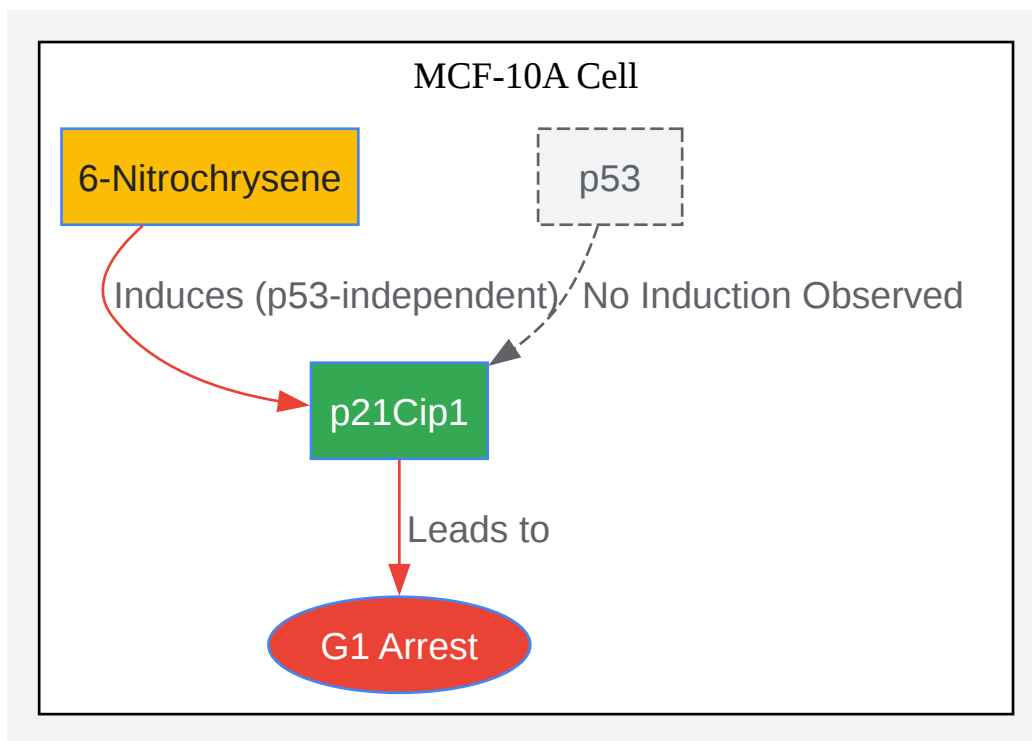 MCF-10A Cell
6-Nitrochrysene
p53
Induces (p53-independent)
No Induction Observed
p21Cip1
Leads to
G1 Arrest